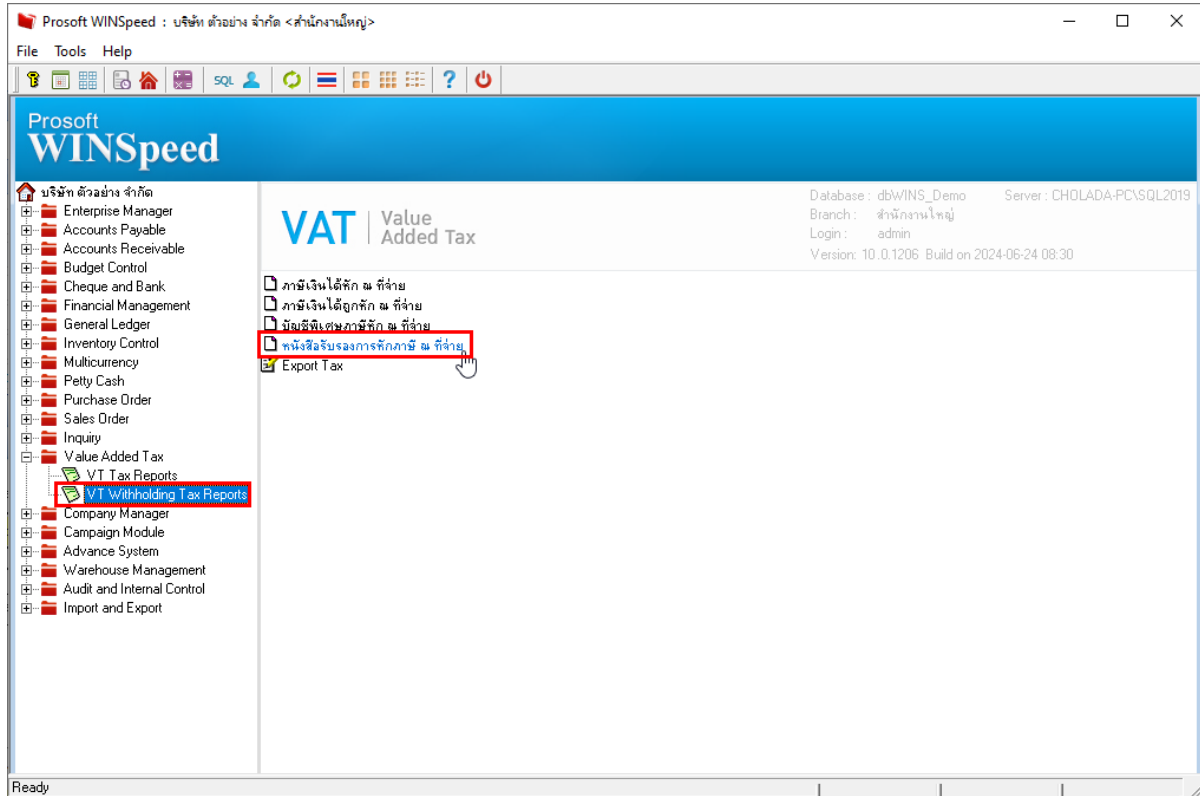 Prosoft WINSpeed : บริษัท ตัวอย่าง จำกัด <สำนักงานใหญ่>
File Tools Help
SQL
Prosoft
WINSpeed
บริษัท ตัวอย่าง จำกัด
Enterprise Manager
Accounts Payable
Accounts Receivable
Budget Control
Cheque and Bank
Financial Management
General Ledger
Inventory Control
Multicurrency
Petty Cash
Purchase Order
Sales Order
Inquiry
Value Added Tax
VT Tax Reports
VT Withholding Tax Reports
Company Manager
Campaign Module
Advance System
Warehouse Management
Audit and Internal Control
Import and Export
VAT Value
Added Tax
Database : dbWINS_Demo Server : CHOLADA-PC\SQL2019
Branch : สำนักงานใหญ่
Login : admin
Version: 10.0.1206 Build on 2024-06-24 08:30
ภาษีเงินได้หัก ณ ที่จ่าย
ภาษีเงินได้ถูกหัก ณ ที่จ่าย
บัญชีพิเศษภาษีหัก ณ ที่จ่าย
หนังสือรับรองการหักภาษี ณ ที่จ่าย
Export Tax
Ready